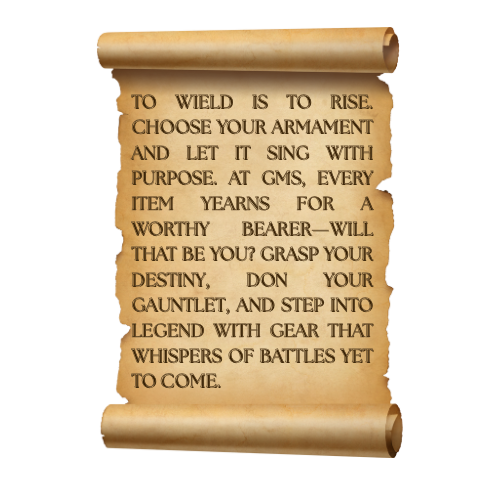 TO WIELD IS TO RISE.
CHOOSE YOUR ARMAMENT
AND LET IT SING WITH
PURPOSE. AT GMS, EVERY
ITEM YEARNS FOR A
WORTHY BEARER—WILL
THAT BE YOU? GRASP YOUR
DESTINY, DON YOUR
GAUNTLET, AND STEP INTO
LEGEND WITH GEAR THAT
WHISPERS OF BATTLES YET
TO COME.